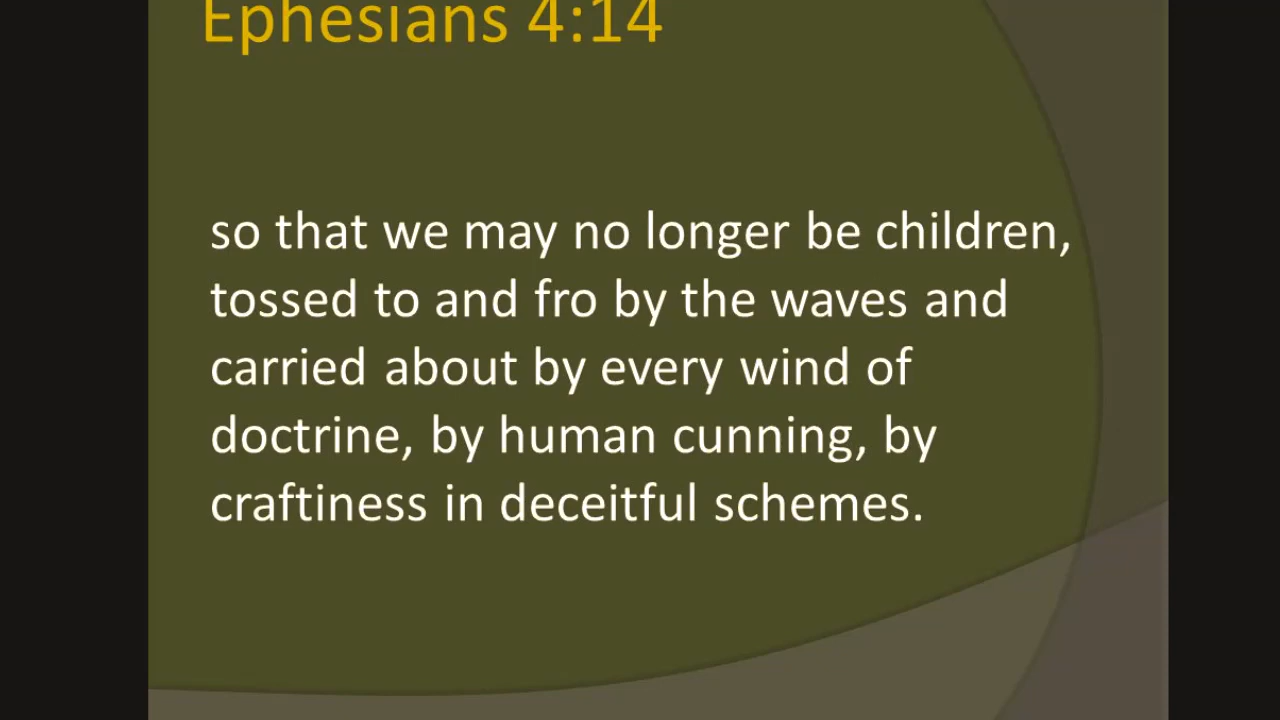 Ephesians 4:14
so that we may no longer be children,
tossed to and fro by the waves and
carried about by every wind of
doctrine, by human cunning, by
craftiness in deceitful schemes.